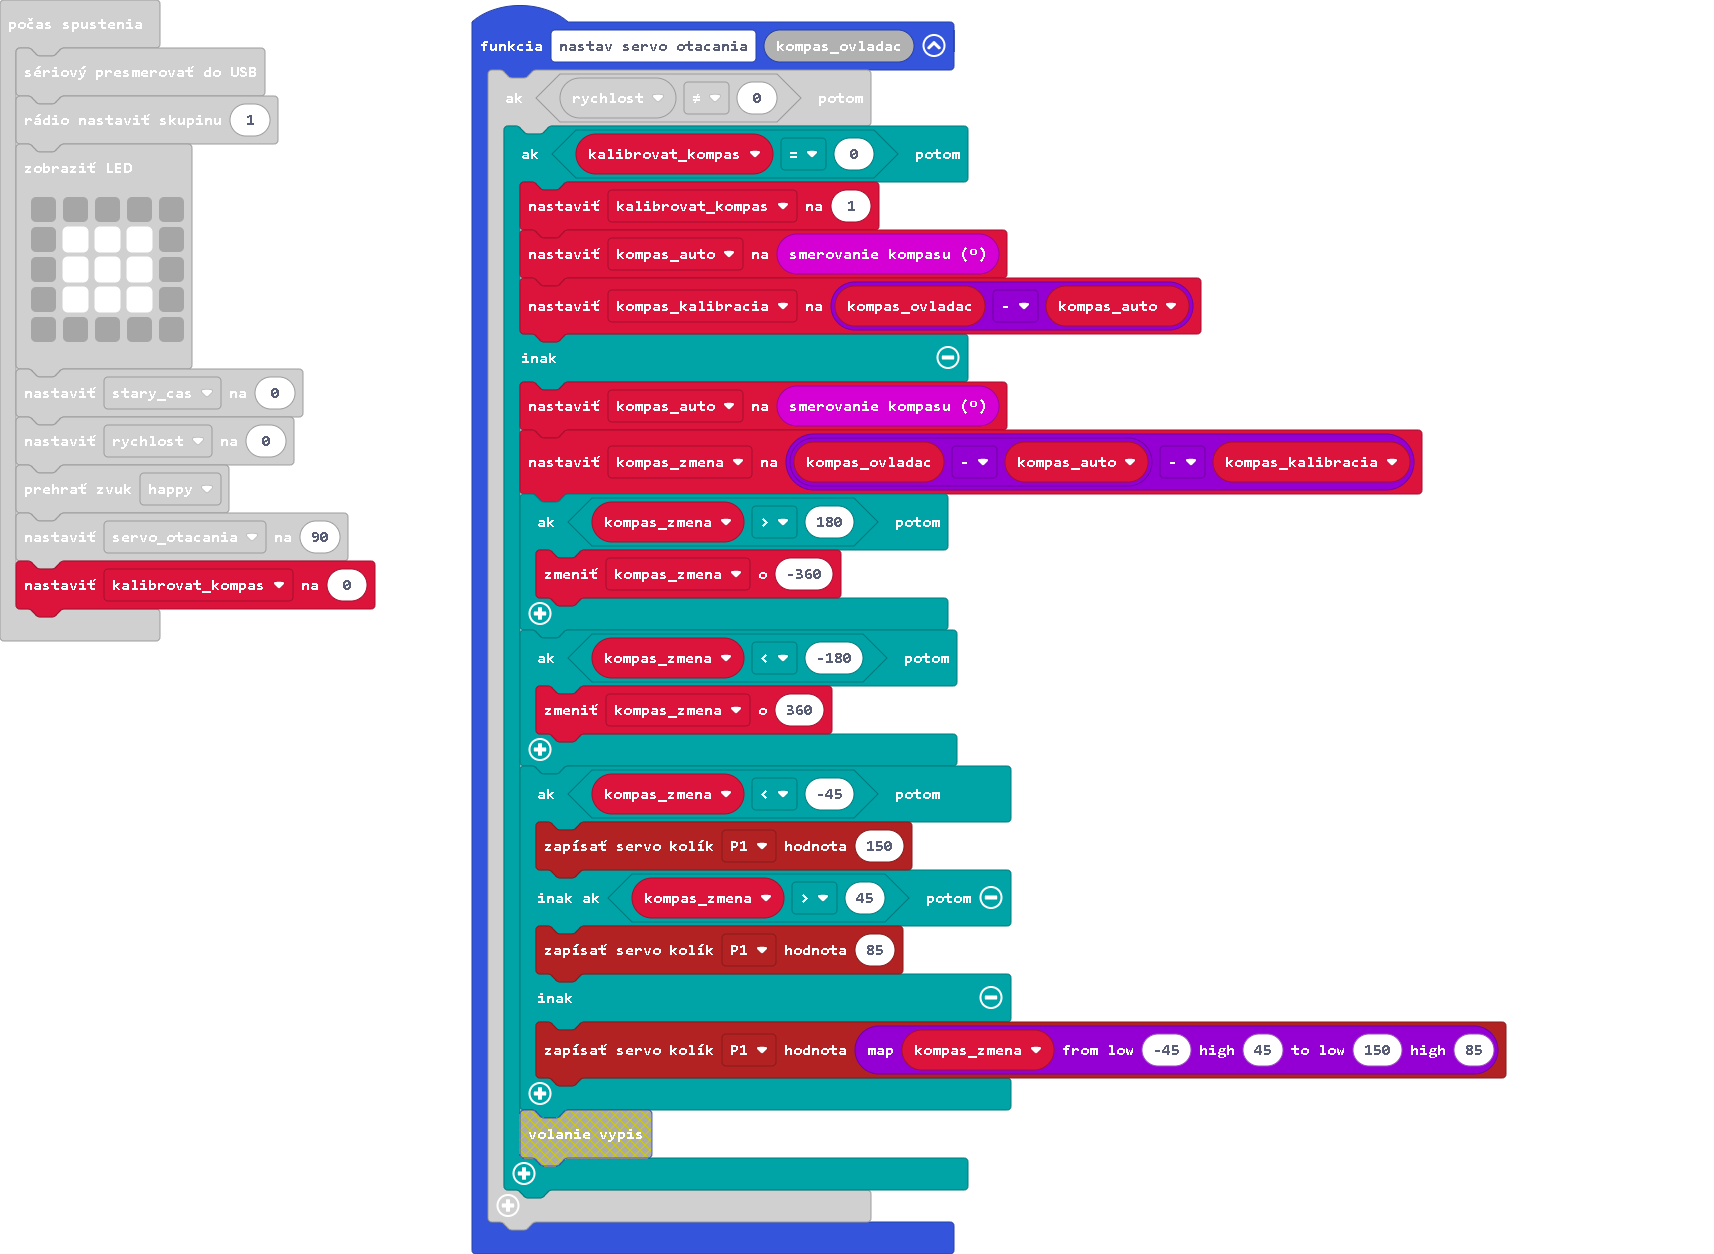 počas spustenia
sériový presmerovať do USB
rádio nastaviť skupinu 1
zobraziť LED
nastaviť stary_cas na 0
nastaviť rychlost na 0
prehrať zvuk happy
nastaviť servo_otacania na 90
nastaviť kalibrovat_kompas na 0
funkcia nastav servo otacania kompas_ovladac
ak rychlost ≠ 0 potom
ak kalibrovat_kompas = 0 potom
nastaviť kalibrovat_kompas na 1
nastaviť kompas_auto na smerovanie kompasu (º)
nastaviť kompas_kalibracia na kompas_ovladac - kompas_auto
inak
nastaviť kompas_auto na smerovanie kompasu (º)
nastaviť kompas_zmena na kompas_ovladac - kompas_auto - kompas_kalibracia
ak kompas_zmena > 180 potom
zmeniť kompas_zmena o -360
ak kompas_zmena < -180 potom
zmeniť kompas_zmena o 360
ak kompas_zmena < -45 potom
zapísať servo kolík P1 hodnota 150
inak ak kompas_zmena > 45 potom
zapísať servo kolík P1 hodnota 85
inak
zapísať servo kolík P1 hodnota map kompas_zmena from low -45 high 45 to low 150 high 85
volanie vypis